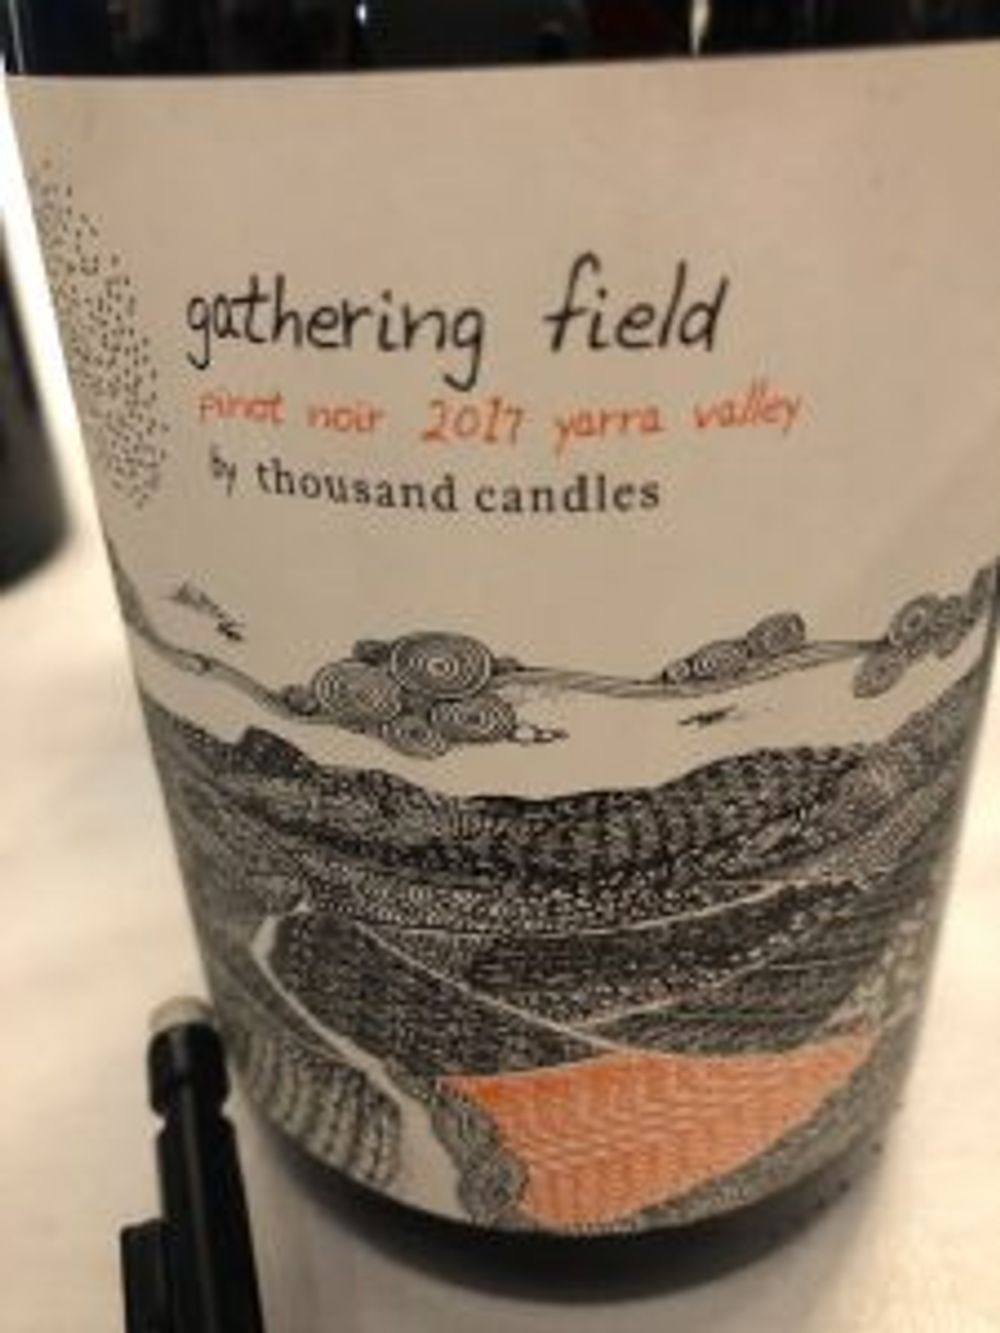 gathering field
pinot noir 2017 yarra valley
by thousand candles